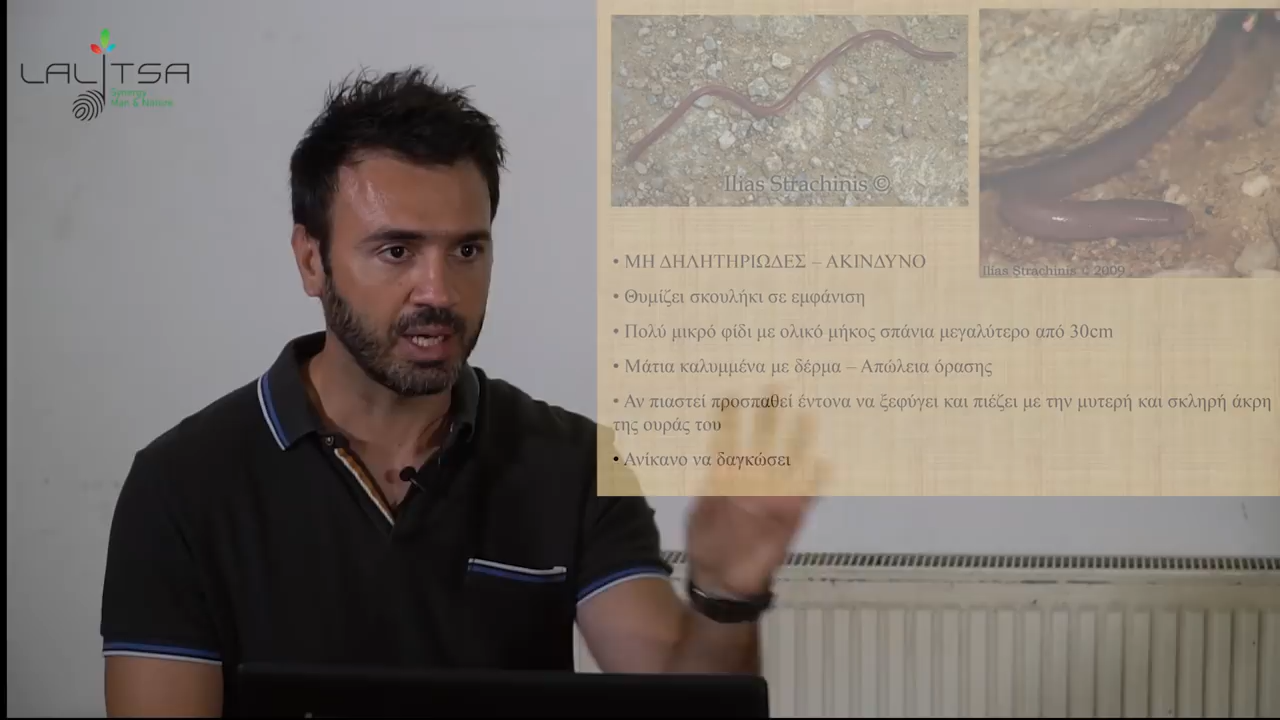 LALITSA
Synergy
Man & Nature
Ilias Strachinis ©
Ilias Strachinis © 2009
• ΜΗ ΔΗΛΗΤΗΡΙΩΔΕΣ – ΑΚΙΝΔΥΝΟ
• Θυμίζει σκουλήκι σε εμφάνιση
• Πολύ μικρό φίδι με ολικό μήκος σπάνια μεγαλύτερο από 30cm
• Μάτια καλυμμένα με δέρμα – Απώλεια όρασης
• Αν πιαστεί προσπαθεί έντονα να ξεφύγει και πιέζει με την μυτερή και σκληρή άκρη
της ουράς του
• Ανίκανο να δαγκώσει